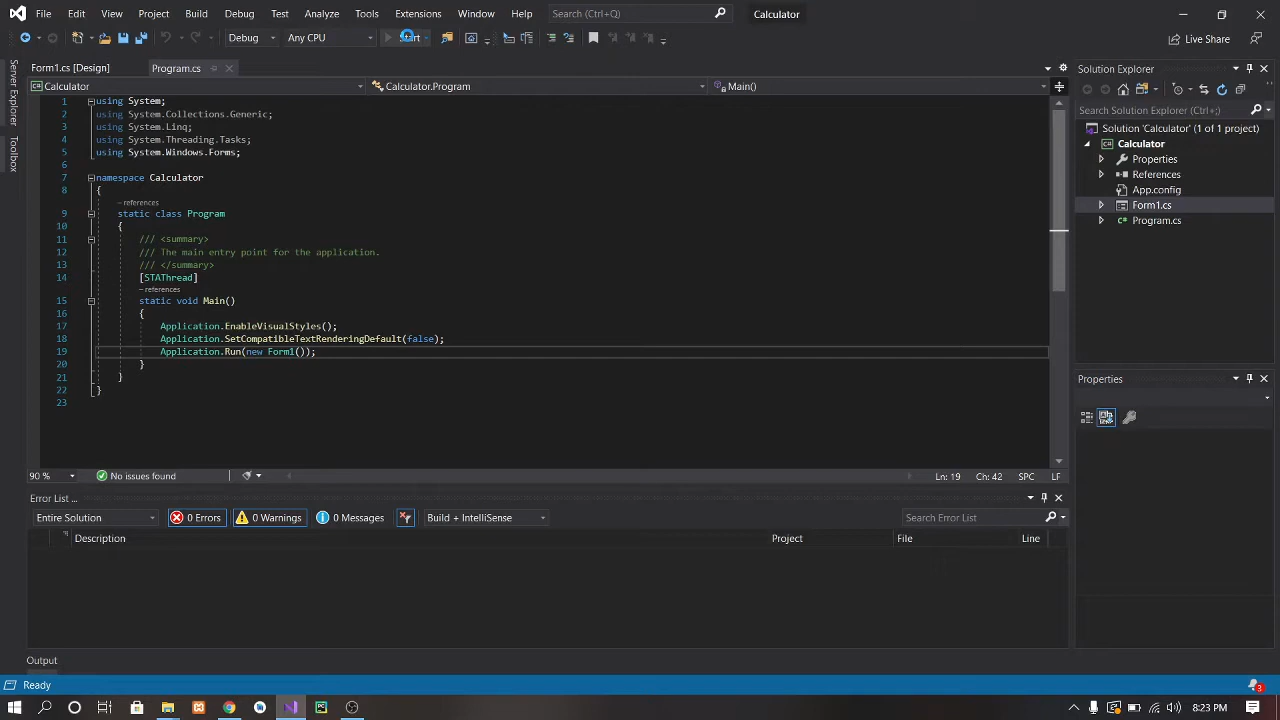 File Edit View Project Build Debug Test Analyze Tools Extensions Window Help Search (Ctrl+Q) Calculator
Debug Any CPU Start Live Share
Form1.cs [Design] Program.cs
Calculator Calculator.Program Main()
1 using System;
2 using System.Collections.Generic;
3 using System.Linq;
4 using System.Threading.Tasks;
5 using System.Windows.Forms;
6
7 namespace Calculator
8 {
- references
9 static class Program
10 {
11 /// <summary>
12 /// The main entry point for the application.
13 /// </summary>
14 [STAThread]
- references
15 static void Main()
16 {
17 Application.EnableVisualStyles();
18 Application.SetCompatibleTextRenderingDefault(false);
19 Application.Run(new Form1());
20 }
21 }
22 }
23
90 % No issues found Ln: 19 Ch: 42 SPC LF
Server Explorer
Toolbox
Solution Explorer
Search Solution Explorer (Ctrl+;)
Solution 'Calculator' (1 of 1 project)
Calculator
Properties
References
App.config
Form1.cs
Program.cs
Properties
Error List ...
Entire Solution 0 Errors 0 Warnings 0 Messages Build + IntelliSense Search Error List
Description Project File Line
Output
Ready 3
8:23 PM